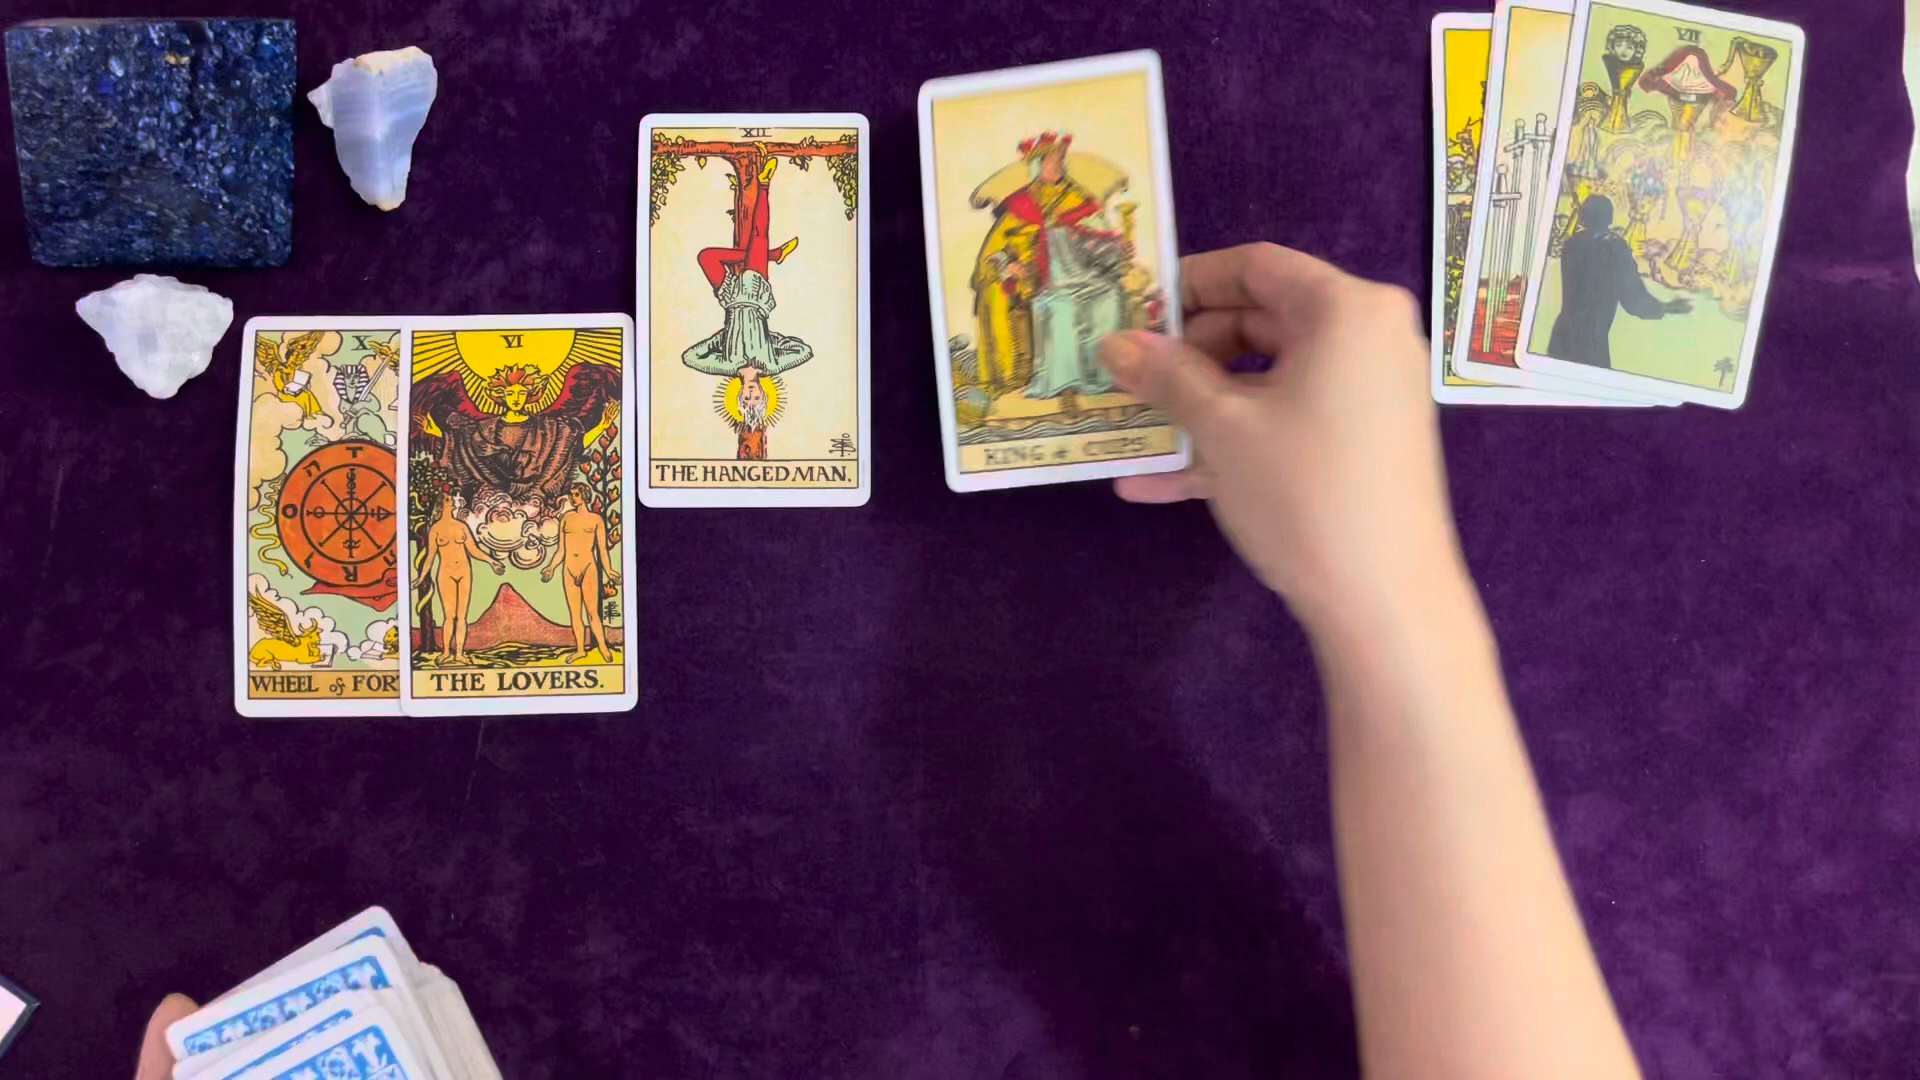 XII
THE HANGED MAN.
KING of CUPS.
VII
X
WHEEL of FOR
VI
THE LOVERS.